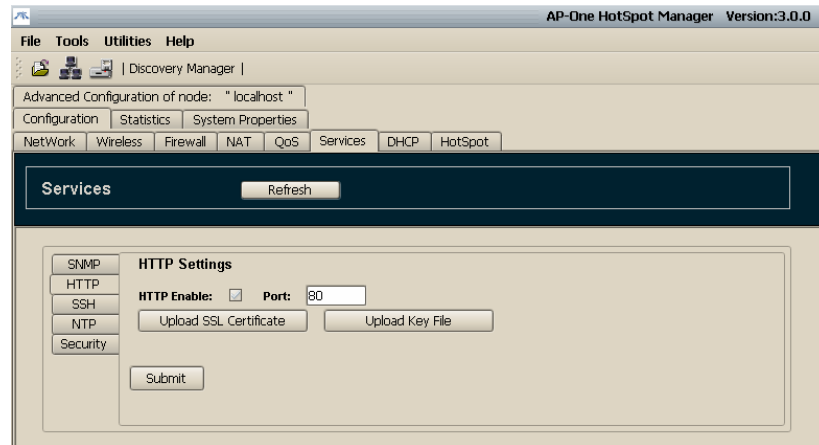 AP-One HotSpot Manager Version:3.0.0
File Tools Utilities Help
| Discovery Manager |
Advanced Configuration of node: " localhost "
Configuration Statistics System Properties
NetWork Wireless Firewall NAT QoS Services DHCP HotSpot
Services Refresh
SNMP
HTTP
SSH
NTP
Security
HTTP Settings
HTTP Enable: Port: 80
Upload SSL Certificate Upload Key File
Submit